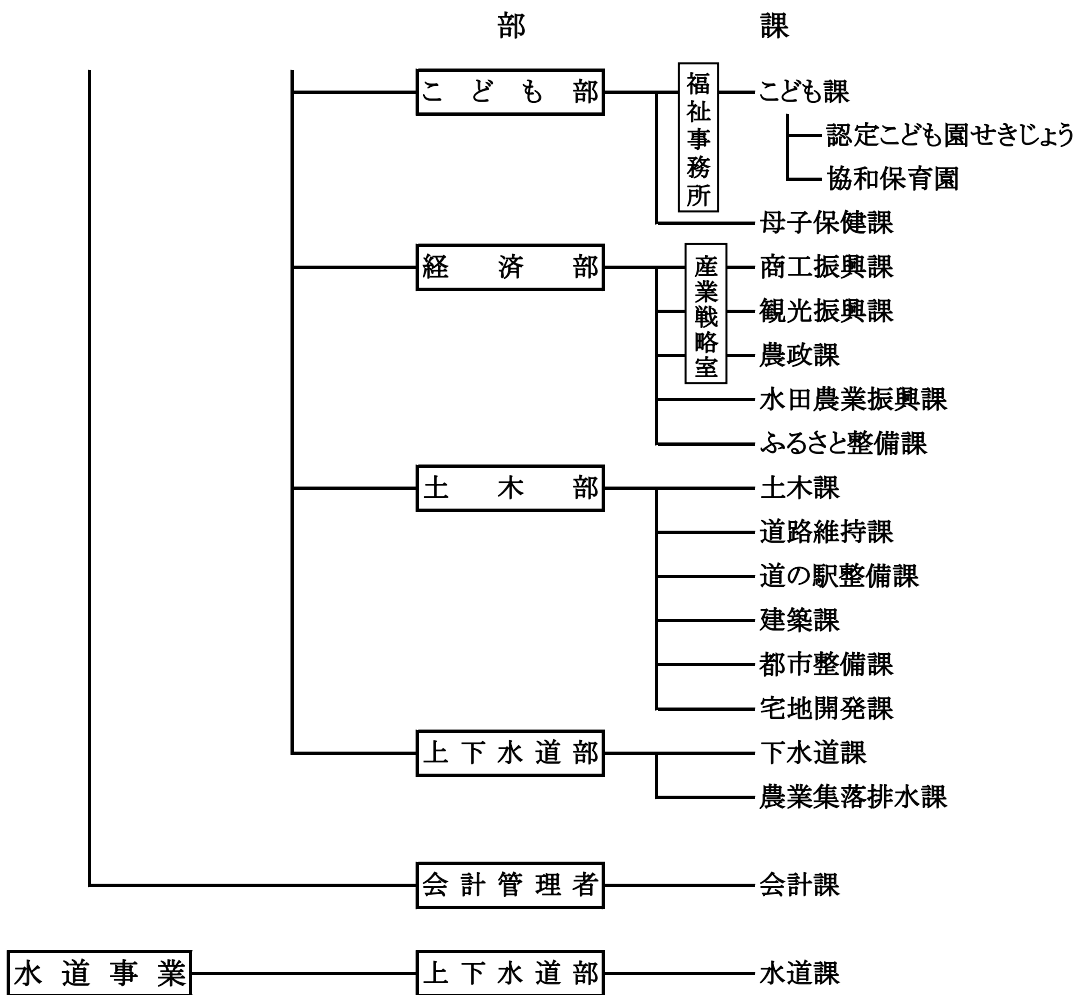 部 課
こども部 福祉事務所 こども課
認定こども園せきじょう
協和保育園
母子保健課
経済部 産業戦略室 商工振興課
観光振興課
農政課
水田農業振興課
ふるさと整備課
土木部 土木課
道路維持課
道の駅整備課
建築課
都市整備課
宅地開発課
上下水道部 下水道課
農業集落排水課
会計管理者 会計課
水道事業 上下水道部 水道課